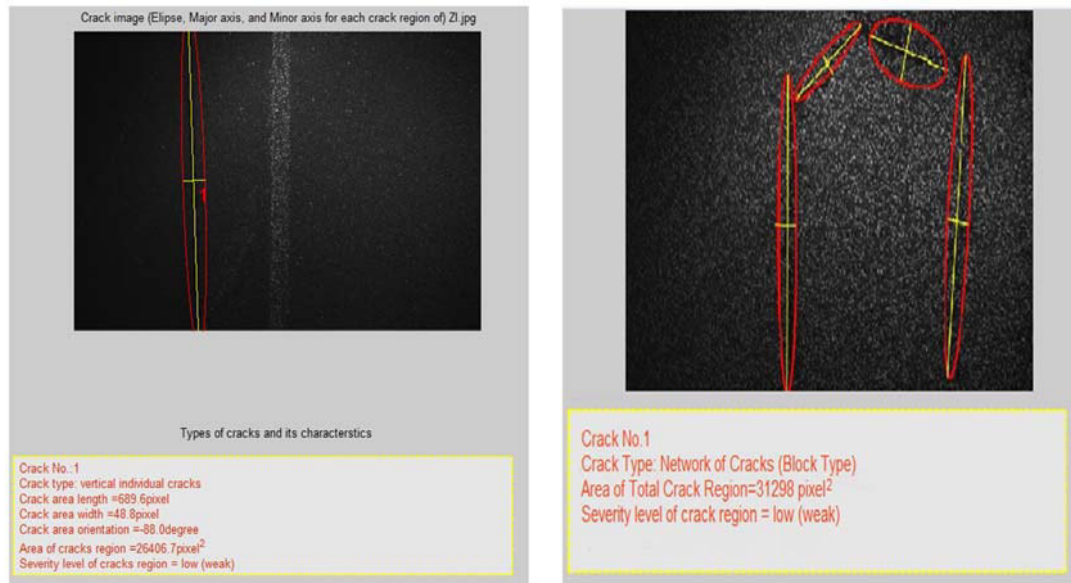 Crack image (Elipse, Major axis, and Minor axis for each crack region of) ZI.jpg
1
Types of cracks and its characterstics
Crack No.:1
Crack type: vertical individual cracks
Crack area length =689.6pixel
Crack area width =48.8pixel
Crack area orientation =-88.0degree
Area of cracks region =26406.7pixel²
Severity level of cracks region = low (weak)
Crack No.1
Crack Type: Network of Cracks (Block Type)
Area of Total Crack Region=31298 pixel²
Severity level of crack region = low (weak)